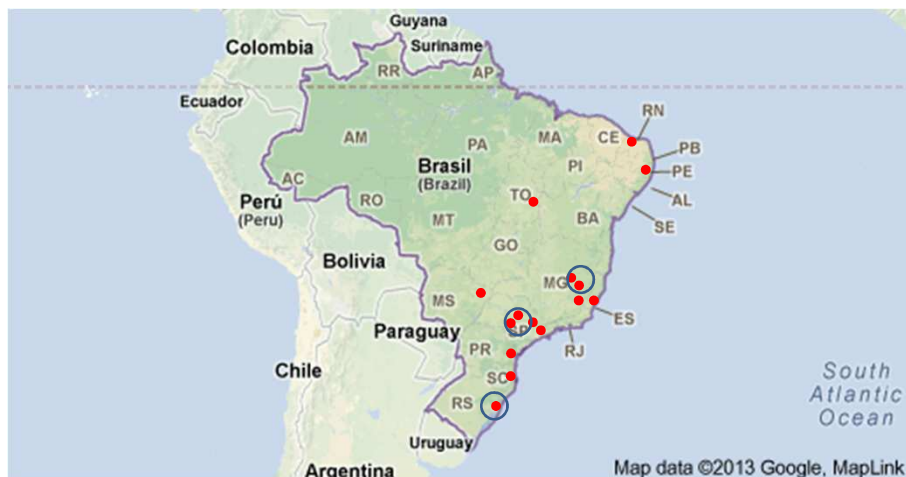 Guyana
Colombia
Suriname
RR
AP
Ecuador
RN
AM
PA
MA
CE
PB
Brasil
(Brazil)
PI
PE
AC
TO
AL
RO
Perú
(Peru)
MT
BA
SE
GO
Bolivia
MG
MS
ES
SP
Paraguay
PR
RJ
Chile
SC
South
Atlantic
Ocean
RS
Uruguay
Argentina
Map data ©2013 Google, MapLink